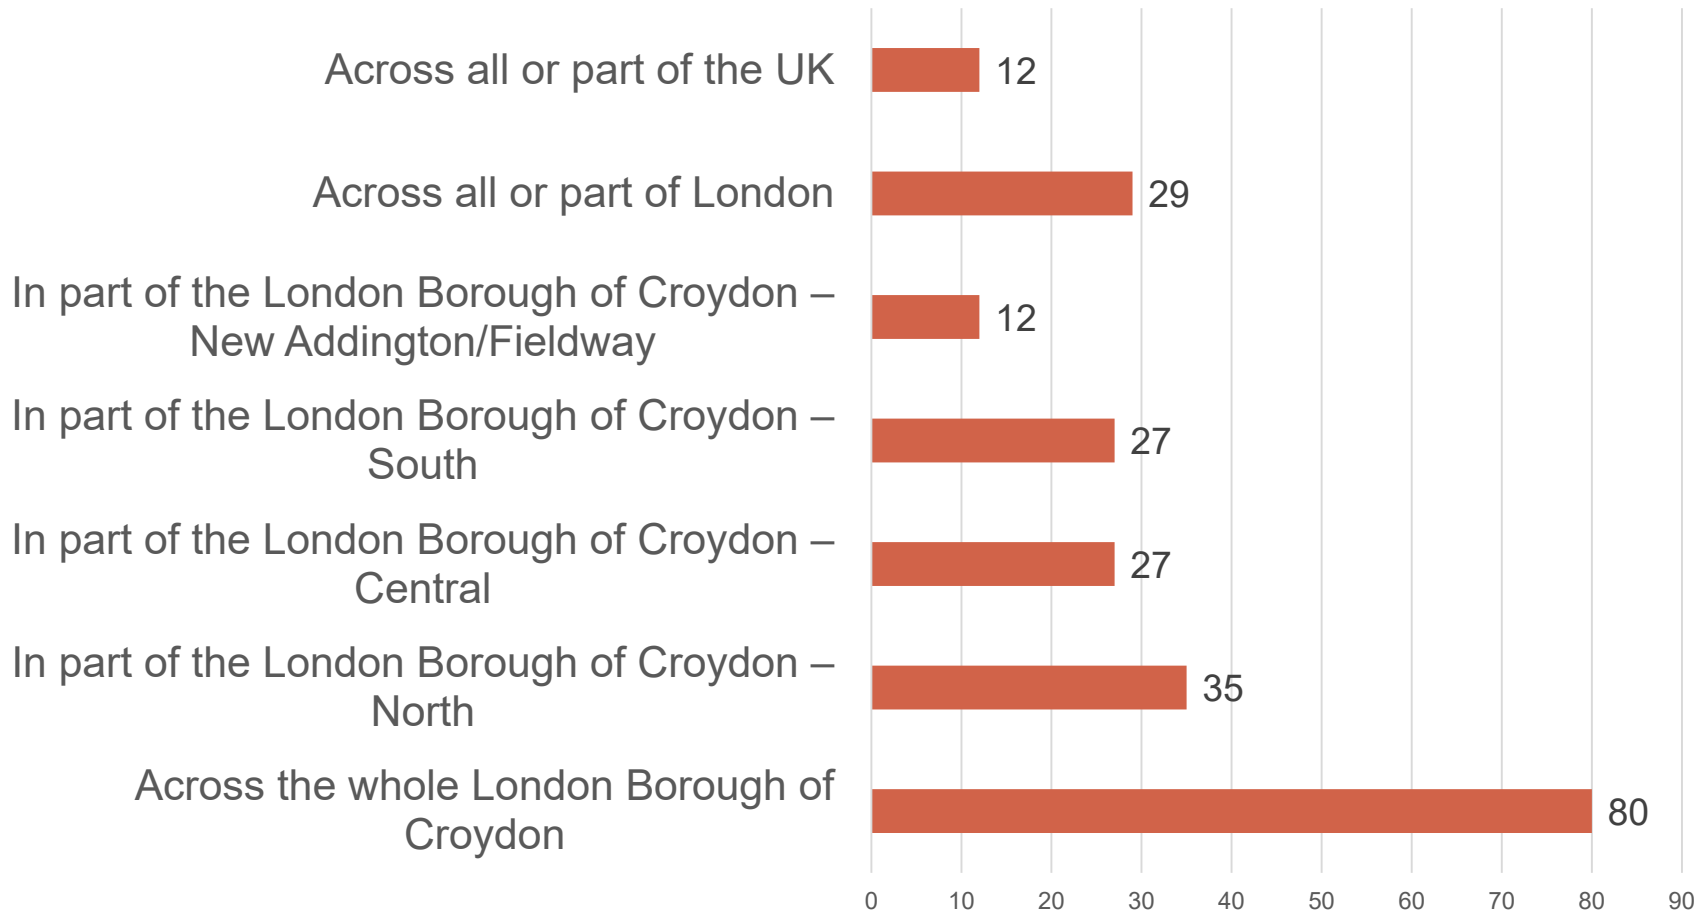 Across all or part of the UK
12
Across all or part of London
29
In part of the London Borough of Croydon –
New Addington/Fieldway
12
In part of the London Borough of Croydon –
South
27
In part of the London Borough of Croydon –
Central
27
In part of the London Borough of Croydon –
North
35
Across the whole London Borough of
Croydon
80
0 10 20 30 40 50 60 70 80 90